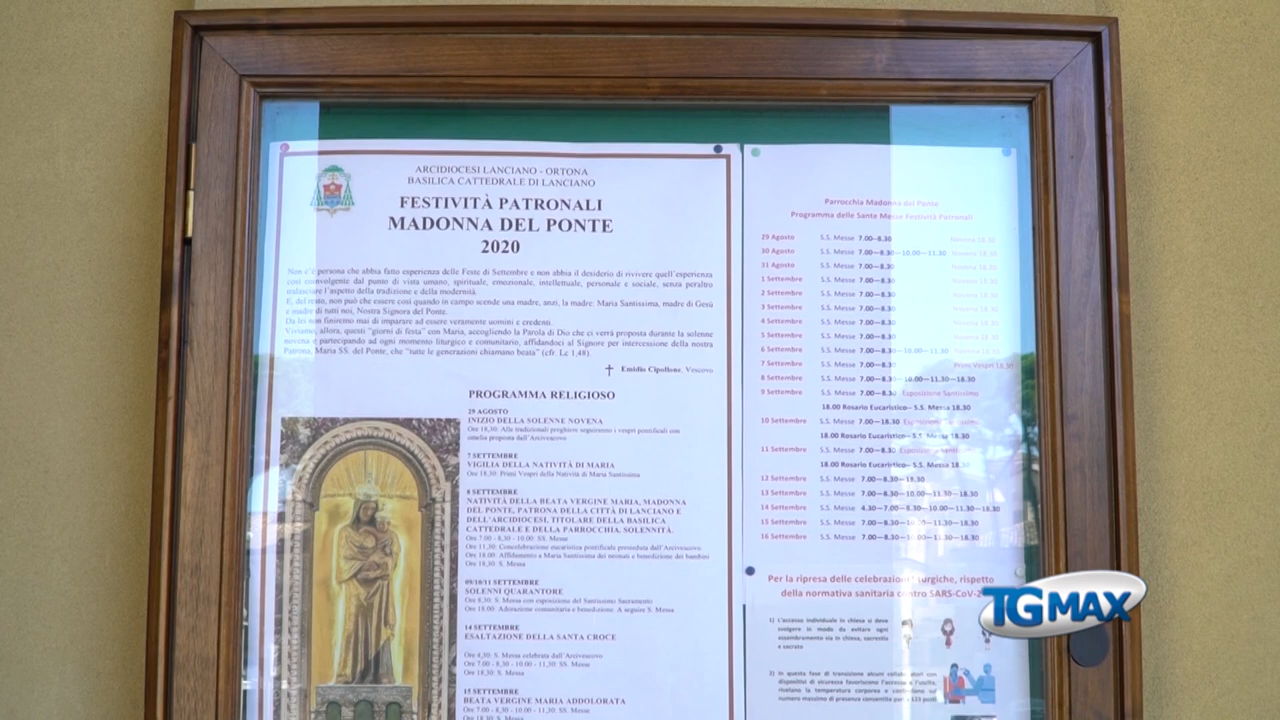 ARCIDIOCESI LANCIANO - ORTONA
BASILICA CATTEDRALE DI LANCIANO
FESTIVITÀ PATRONALI
MADONNA DEL PONTE
2020
Non c'è persona che abbia fatto esperienza delle Feste di Settembre e non abbia il desiderio di rivivere quell'esperienza
così coinvolgente dal punto di vista umano, spirituale, emozionale, intellettuale, personale e sociale, senza peraltro
tralasciare l'aspetto della tradizione e della modernità.
E, dal resto, non può che essere così quando in campo scende una madre, anzi, la madre: Maria Santissima, madre di Gesù
e madre di tutti noi, Nostra Signora del Ponte.
Da lei non finiremo mai di imparare ad essere veramente uomini e credenti.
Viviamo, allora, questi "giorni di festa" con Maria, accogliendo la Parola di Dio che ci verrà proposta durante la solenne
novena e partecipando ad ogni momento liturgico e comunitario, affidandoci al Signore per intercessione della nostra
Patrona, Maria SS. del Ponte, che "tutte le generazioni chiamano beata" (cfr. Lc 1,48).
Emidio Cipollone, Vescovo
PROGRAMMA RELIGIOSO
29 AGOSTO
INIZIO DELLA SOLENNE NOVENA
Ore 18,30: Alle tradizionali preghiere seguiranno i vespri pontificali con
omelia proposta dall'Arcivescovo
7 SETTEMBRE
VIGILIA DELLA NATIVITÀ DI MARIA
Ore 18,30: Primi Vespri della Natività di Maria Santissima
8 SETTEMBRE
NATIVITÀ DELLA BEATA VERGINE MARIA, MADONNA
DEL PONTE, PATRONA DELLA CITTÀ DI LANCIANO E
DELL'ARCIDIOCESI, TITOLARE DELLA BASILICA
CATTEDRALE E DELLA PARROCCHIA. SOLENNITÀ.
Ore 7.00 - 8,30 - 10.00: SS. Messe
Ore 11,30: Concelebrazione eucaristica pontificale presieduta dall'Arcivescovo.
Ore 18.00: Affidamento a Maria Santissima dei neonati e benedizione dei bambini
Ore 18,30: S. Messa
09/10/11 SETTEMBRE
SOLENNI QUARANTORE
Ore 8,30: S. Messa con esposizione del Santissimo Sacramento
Ore 18.00: Adorazione comunitaria e benedizione. A seguire S. Messa
14 SETTEMBRE
ESALTAZIONE DELLA SANTA CROCE
Ore 4,30: S. Messa celebrata dall'Arcivescovo
Ore 7.00 - 8,30 - 10.00 - 11,30: SS. Messe
Ore 18,30: S. Messa
15 SETTEMBRE
BEATA VERGINE MARIA ADDOLORATA
Ore 7.00 - 8,30 - 10.00 - 11,30: SS. Messe
Ore 18,30: S. Messa
Parrocchia Madonna del Ponte
Programma delle Sante Messe Festività Patronali
29 Agosto S.S. Messe 7.00—8.30 Novena 18.30
30 Agosto S.S. Messe 7.00—8.30—10.00—11.30 Novena 18.30
31 Agosto S.S. Messe 7.00—8.30 Novena 18.30
1 Settembre S.S. Messe 7.00—8.30 Novena 18.30
2 Settembre S.S. Messe 7.00—8.30 Novena 18.30
3 Settembre S.S. Messe 7.00—8.30 Novena 18.30
4 Settembre S.S. Messe 7.00—8.30 Novena 18.30
5 Settembre S.S. Messe 7.00—8.30 Novena 18.30
6 Settembre S.S. Messe 7.00—8.30—10.00—11.30 Novena 18.30
7 Settembre S.S. Messe 7.00—8.30 Primi Vespri 18.30
8 Settembre S.S. Messe 7.00—8.30—10.00—11.30—18.30
9 Settembre S.S. Messe 7.00—8.30 Esposizione Santissimo
18.00 Rosario Eucaristico— S.S. Messa 18.30
10 Settembre S.S. Messe 7.00—18.30 Esposizione Santissimo
18.00 Rosario Eucaristico— S.S. Messa 18.30
11 Settembre S.S. Messe 7.00—8.30 Esposizione Santissimo
18.00 Rosario Eucaristico— S.S. Messa 18.30
12 Settembre S.S. Messe 7.00—8.30—19.30
13 Settembre S.S. Messe 7.00—8.30—10.00—11.30—18.30
14 Settembre S.S. Messe 4.30—7.00—8.30—10.00—11.30—18.30
15 Settembre S.S. Messe 7.00—8.30—10.00—11.30—18.30
16 Settembre S.S. Messe 7.00—8.30—10.00—11.30—18.30
Per la ripresa delle celebrazioni liturgiche, rispetto
della normativa sanitaria contro SARS-CoV-2
1) L'accesso individuale in chiesa si deve
svolgere in modo da evitare ogni
assembramento sia in chiesa, sacrestia
e sacrato
2) In questa fase di transizione alcuni collaboratori con
dispositivi di sicurezza favoriscono l'accesso e l'uscita,
rivelano la temperatura corporea e controllano sul
numero massimo di presenze consentite pari a 123 posti
TGMAX